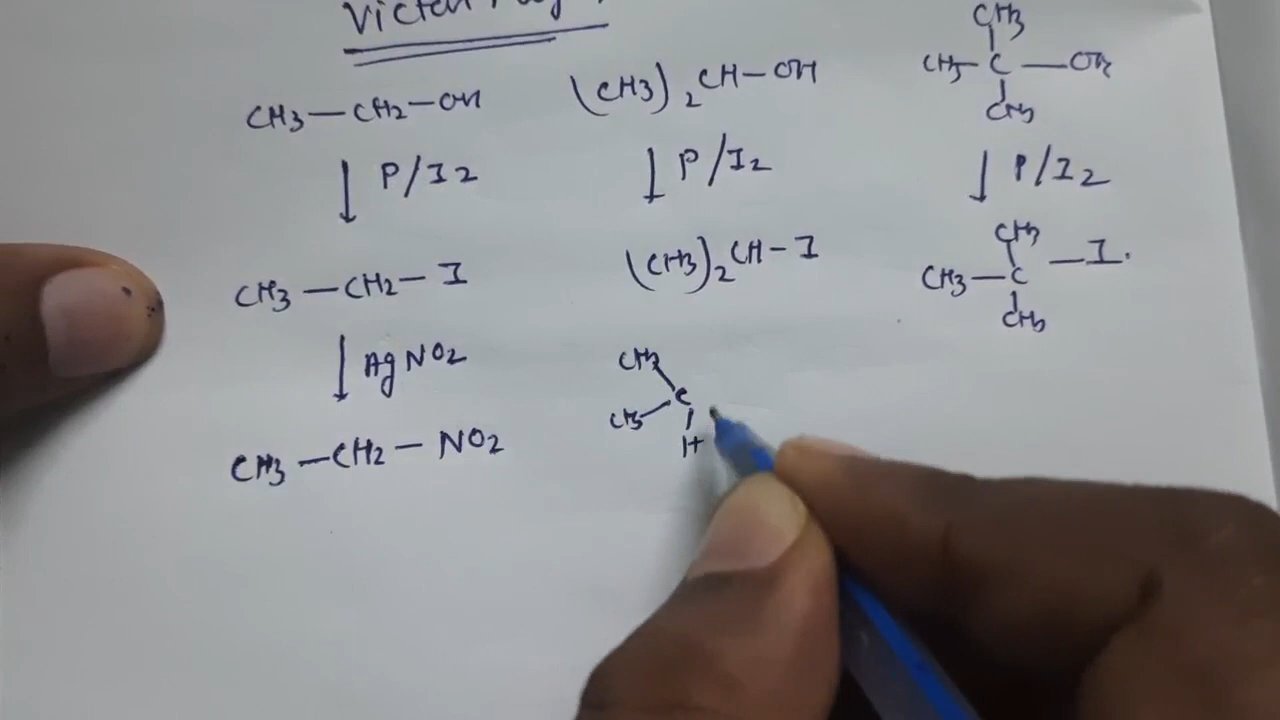 Victor
CH3—CH2—OH
↓ P/I2
CH3—CH2—I
↓ AgNO2
CH3—CH2—NO2
(CH3)2CH—OH
↓ P/I2
(CH3)2CH—I
CH3
CH3—C
H
CH3
CH3—C—OH
CH3
↓ P/I2
CH3
CH3—C—I.
CH3